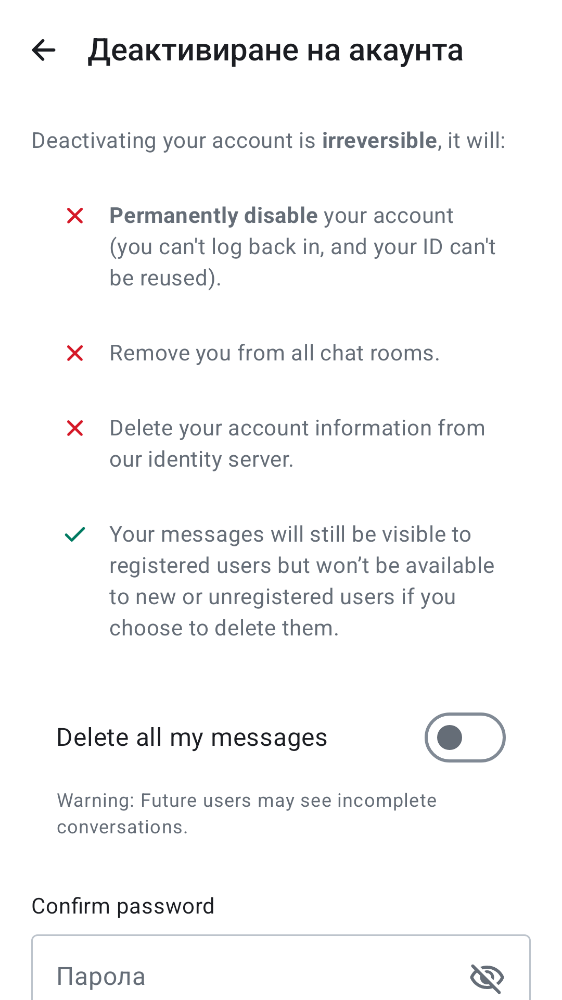 Деактивиране на акаунта
Deactivating your account is irreversible, it will:
Permanently disable your account
(you can't log back in, and your ID can't
be reused).
Remove you from all chat rooms.
Delete your account information from
our identity server.
Your messages will still be visible to
registered users but won’t be available
to new or unregistered users if you
choose to delete them.
Delete all my messages
Warning: Future users may see incomplete
conversations.
Confirm password
Парола